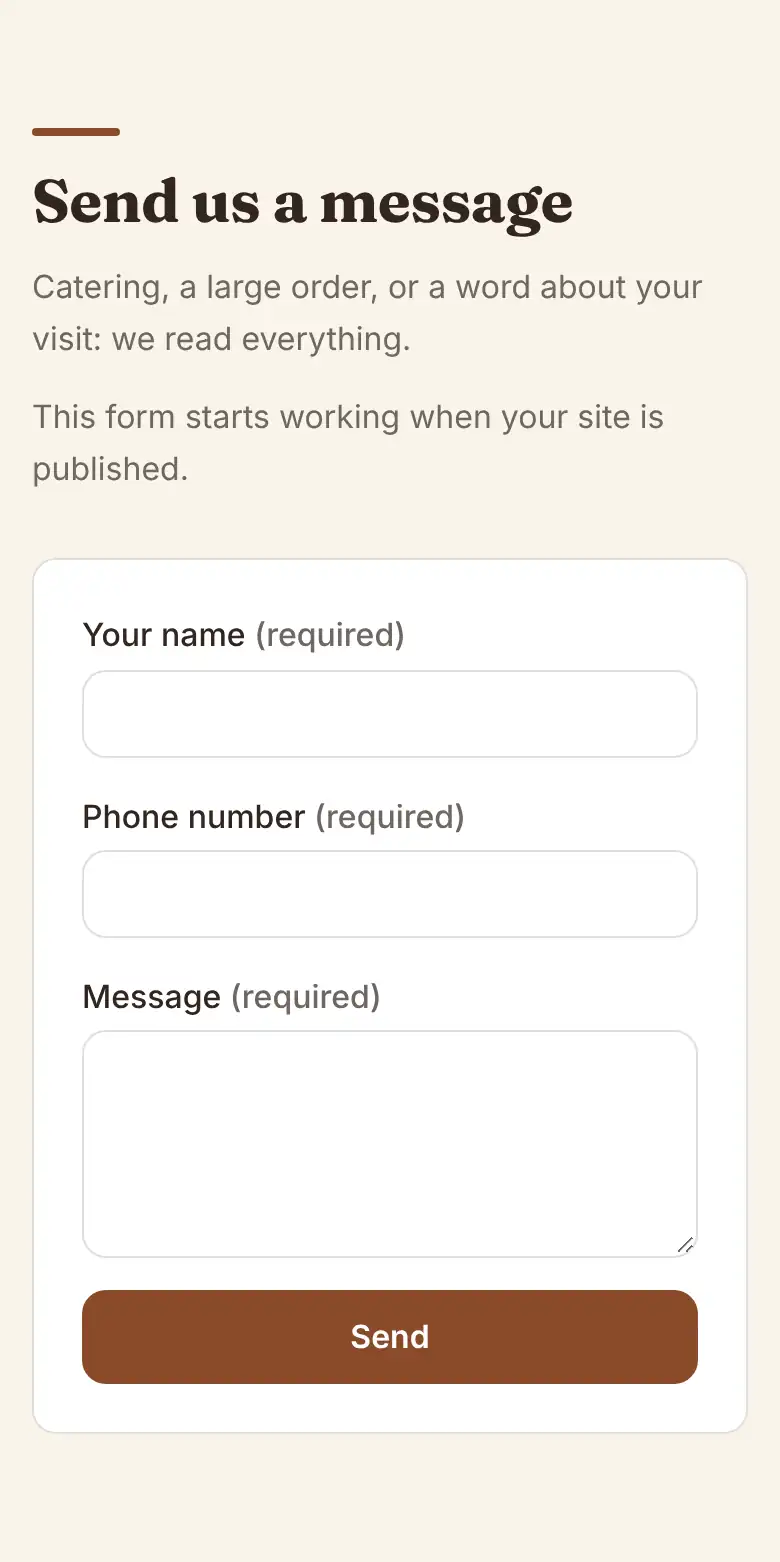 Send us a message
Catering, a large order, or a word about your
visit: we read everything.
This form starts working when your site is
published.
Your name (required)
Phone number (required)
Message (required)
Send